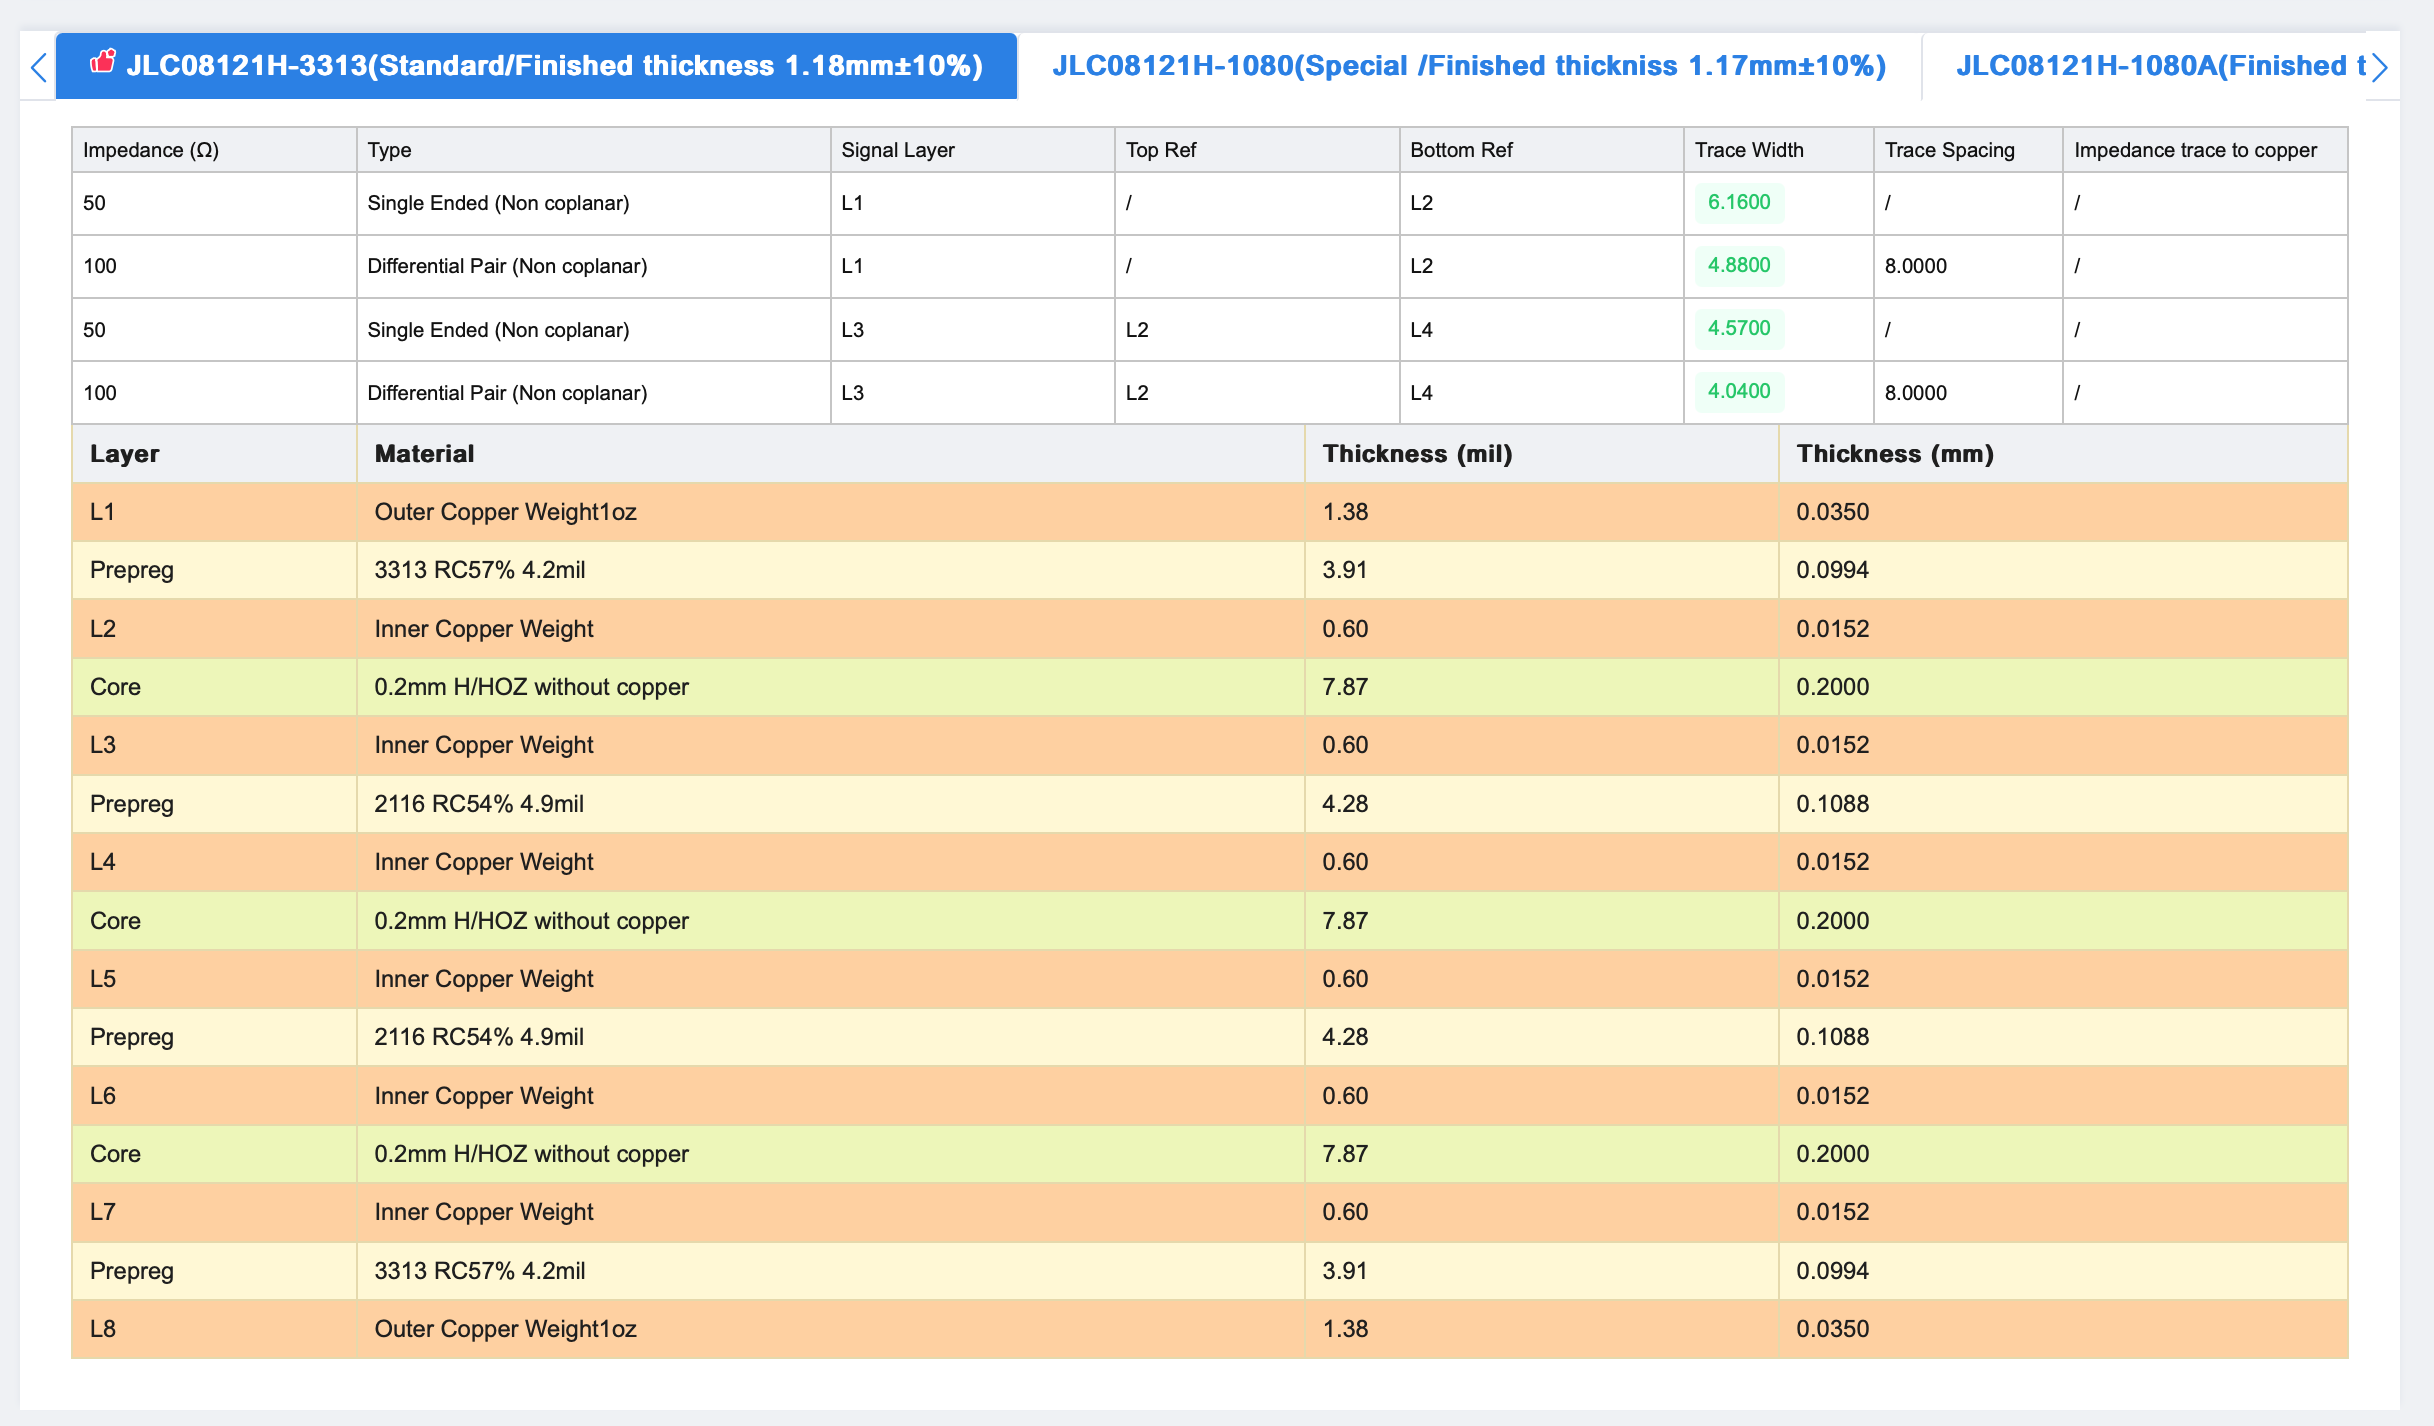 JLC08121H-3313(Standard/Finished thickness 1.18mm±10%) JLC08121H-1080(Special /Finished thickniss 1.17mm±10%) JLC08121H-1080A(Finished t
Impedance (Ω) Type Signal Layer Top Ref Bottom Ref Trace Width Trace Spacing Impedance trace to copper
50 Single Ended (Non coplanar) L1 / L2 6.1600 / /
100 Differential Pair (Non coplanar) L1 / L2 4.8800 8.0000 /
50 Single Ended (Non coplanar) L3 L2 L4 4.5700 / /
100 Differential Pair (Non coplanar) L3 L2 L4 4.0400 8.0000 /
Layer Material Thickness (mil) Thickness (mm)
L1 Outer Copper Weight1oz 1.38 0.0350
Prepreg 3313 RC57% 4.2mil 3.91 0.0994
L2 Inner Copper Weight 0.60 0.0152
Core 0.2mm H/HOZ without copper 7.87 0.2000
L3 Inner Copper Weight 0.60 0.0152
Prepreg 2116 RC54% 4.9mil 4.28 0.1088
L4 Inner Copper Weight 0.60 0.0152
Core 0.2mm H/HOZ without copper 7.87 0.2000
L5 Inner Copper Weight 0.60 0.0152
Prepreg 2116 RC54% 4.9mil 4.28 0.1088
L6 Inner Copper Weight 0.60 0.0152
Core 0.2mm H/HOZ without copper 7.87 0.2000
L7 Inner Copper Weight 0.60 0.0152
Prepreg 3313 RC57% 4.2mil 3.91 0.0994
L8 Outer Copper Weight1oz 1.38 0.0350